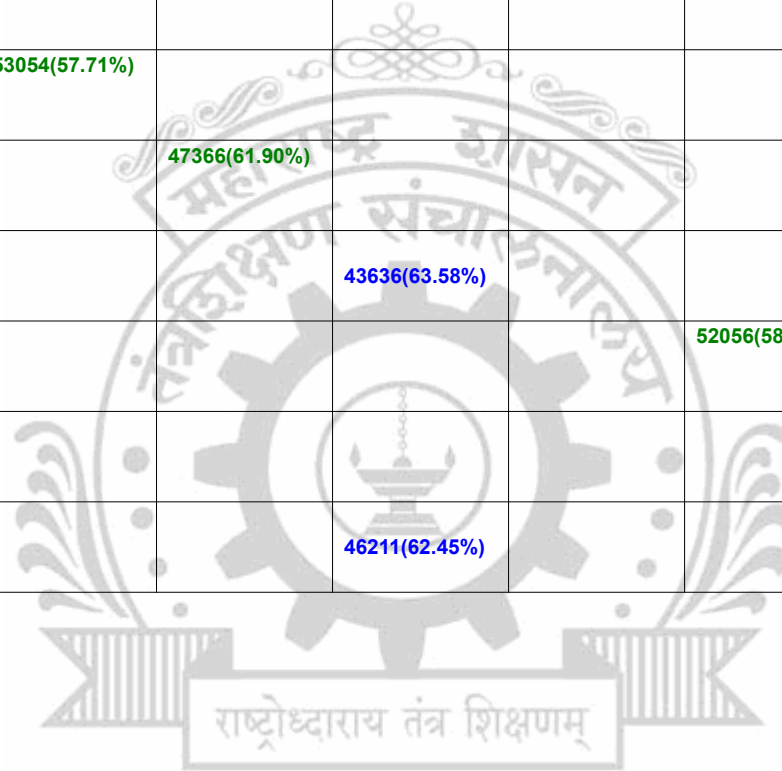 53054(57.71%)
महाराष्ट्र शासन
47366(61.90%)
तंत्रशिक्षण संचालनालय
43636(63.58%)
52056(58
46211(62.45%)
राष्ट्रोध्दाराय तंत्र शिक्षणम्